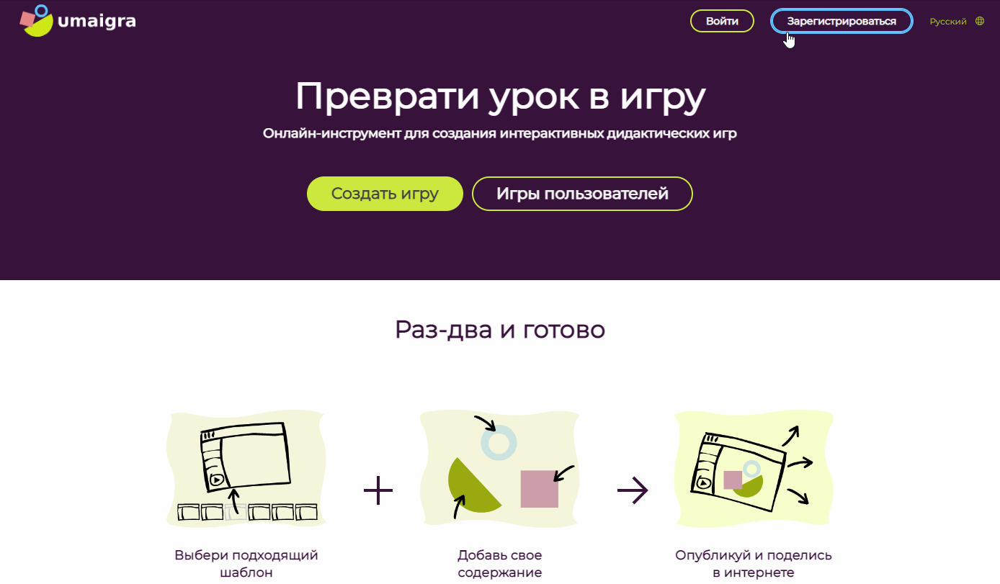 umaigra
Войти
Зарегистрироваться
Русский
Преврати урок в игру
Онлайн-инструмент для создания интерактивных дидактических игр
Создать игру
Игры пользователей
Раз-два и готово
Выбери подходящий
шаблон
Добавь свое
содержание
Опубликуй и поделись
в интернете